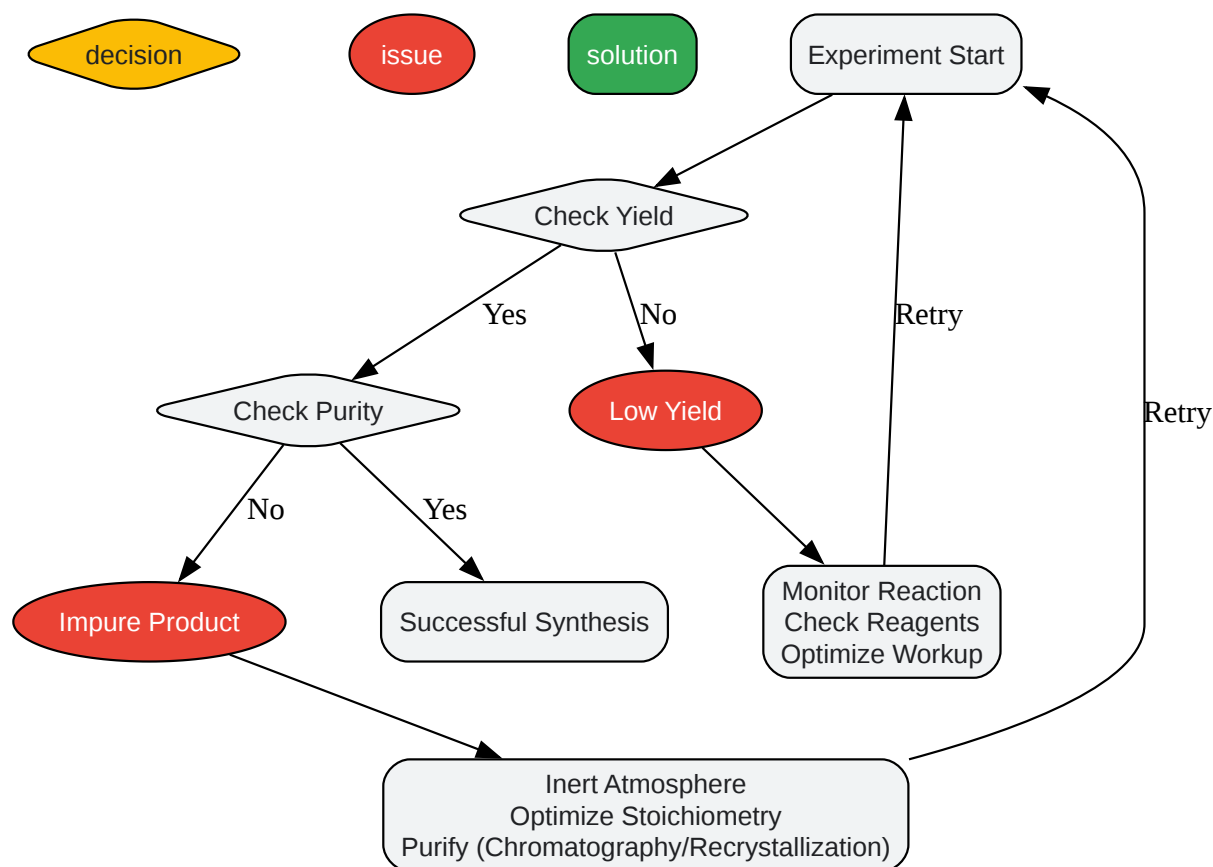 decision
issue
solution
Experiment Start
Check Yield
Yes
No
Retry
Check Purity
Low Yield
Retry
No
Yes
Impure Product
Successful Synthesis
Monitor Reaction
Check Reagents
Optimize Workup
Inert Atmosphere
Optimize Stoichiometry
Purify (Chromatography/Recrystallization)